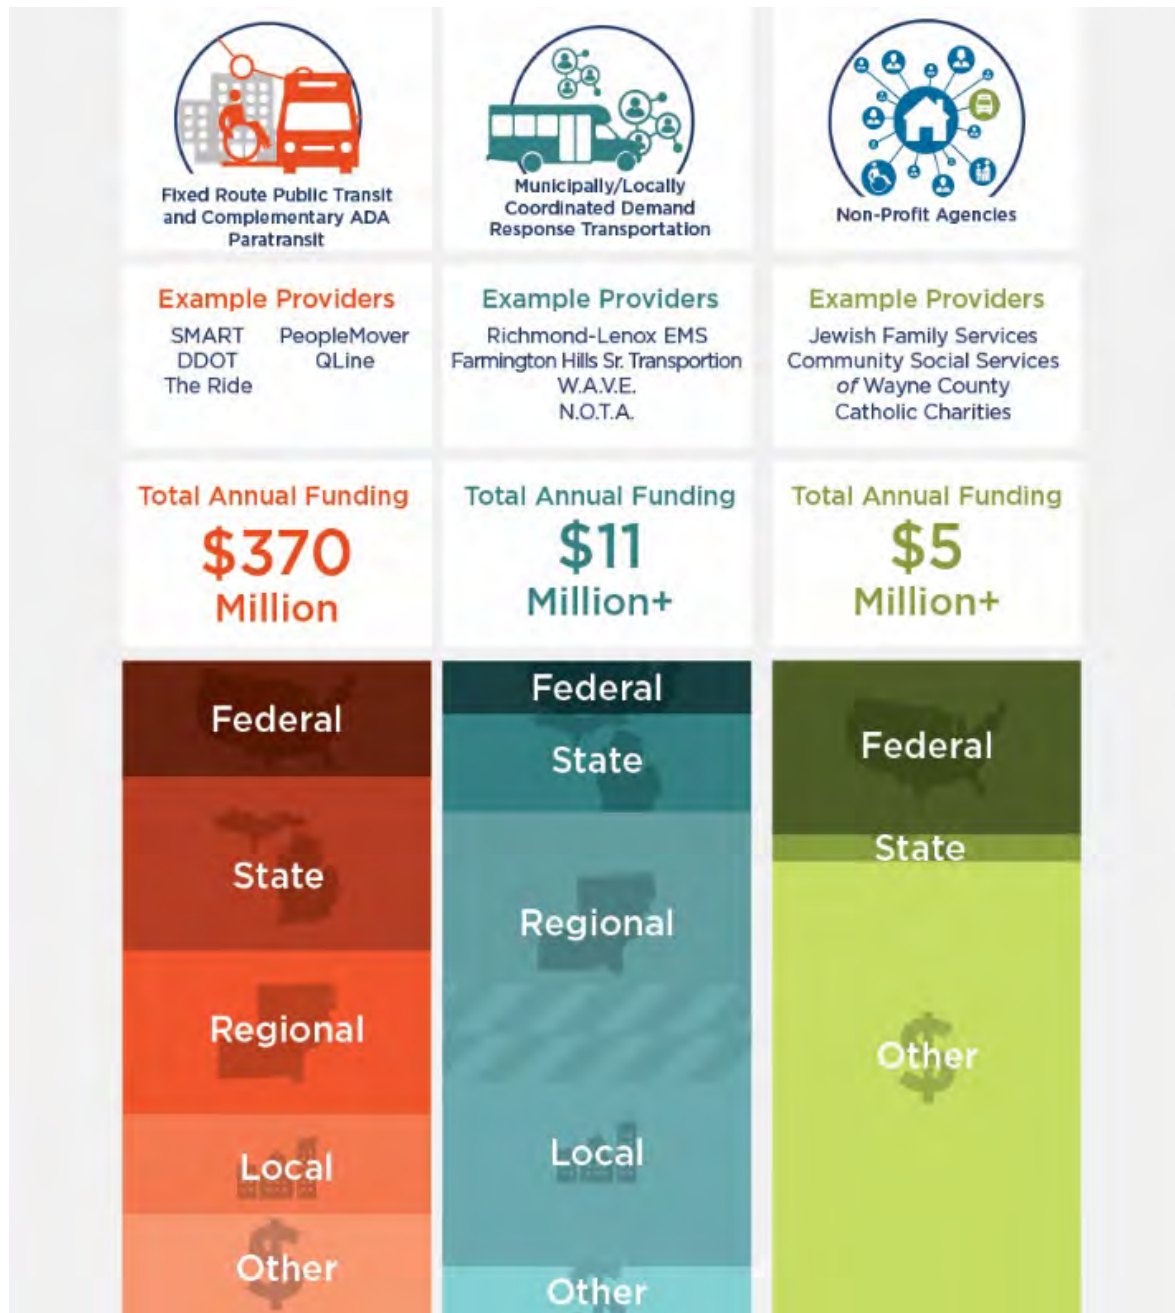 Fixed Route Public Transit
and Complementary ADA
Paratransit
Municipally/Locally
Coordinated Demand
Response Transportation
Non-Profit Agencies
Example Providers
SMART
DDOT
The Ride
PeopleMover
QLine
Example Providers
Richmond-Lenox EMS
Farmington Hills Sr. Transportion
W.A.V.E.
N.O.T.A.
Example Providers
Jewish Family Services
Community Social Services
of Wayne County
Catholic Charities
Total Annual Funding
$370
Million
Total Annual Funding
$11
Million+
Total Annual Funding
$5
Million+
Federal
State
Regional
Local
$
Other
Federal
State
Regional
Local
Other
Federal
State
$
Other